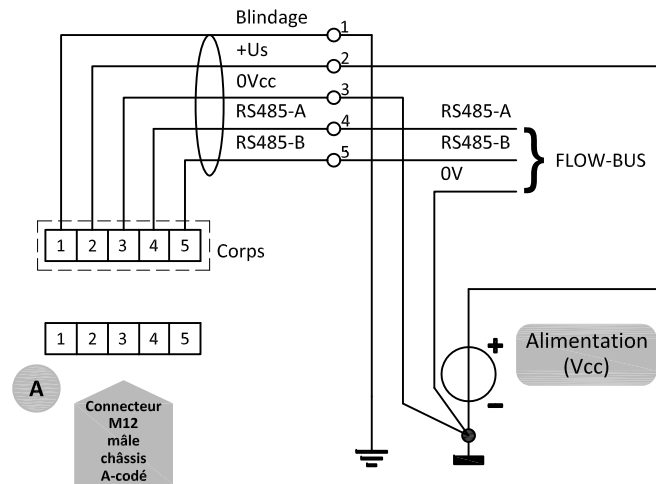 Blindage 1
+Us 2
0Vcc 3
RS485-A 4 RS485-A
RS485-B 5 RS485-B
0V
FLOW-BUS
1 2 3 4 5
Corps
1 2 3 4 5
+
Alimentation
(Vcc)
−
A
Connecteur
M12
mâle
châssis
A-codé